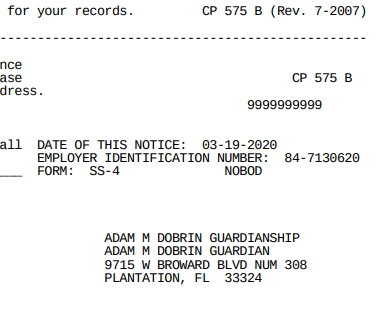 for your records. CP 575 B (Rev. 7-2007)
--------------------------------------------------
nce
ase CP 575 B
dress.
9999999999
all DATE OF THIS NOTICE: 03-19-2020
EMPLOYER IDENTIFICATION NUMBER: 84-7130620
___ FORM: SS-4 NOBOD
ADAM M DOBRIN GUARDIANSHIP
ADAM M DOBRIN GUARDIAN
9715 W BROWARD BLVD NUM 308
PLANTATION, FL 33324